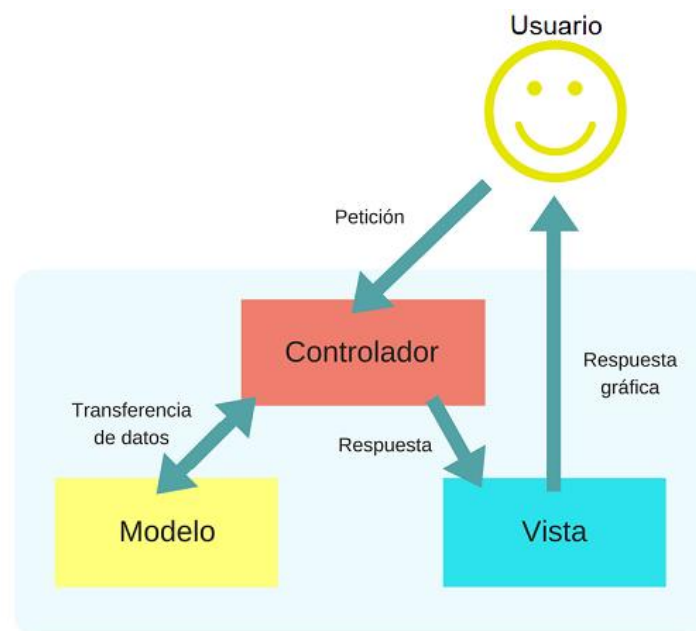 Usuario
Petición
Controlador
Respuesta
gráfica
Transferencia
de datos
Respuesta
Modelo
Vista